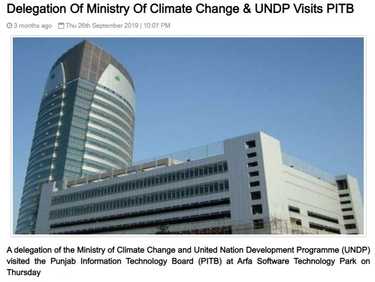 Delegation Of Ministry Of Climate Change & UNDP Visits PITB
3 months ago Thu 26th September 2019 | 10:07 PM
A delegation of the Ministry of Climate Change and United Nation Development Programme (UNDP)
visited the Punjab Information Technology Board (PITB) at Arfa Software Technology Park on
Thursday